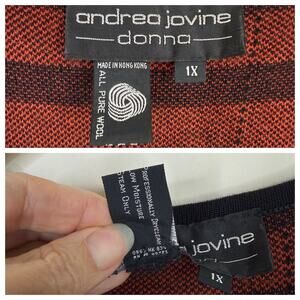 andrea jovine
donna
MADE IN HONG KONG
ALL PURE WOOL
1X
PROFESSIONALLY DRYCLEAN
LOW MOISTURE
STEAM ONLY
jovine
1X